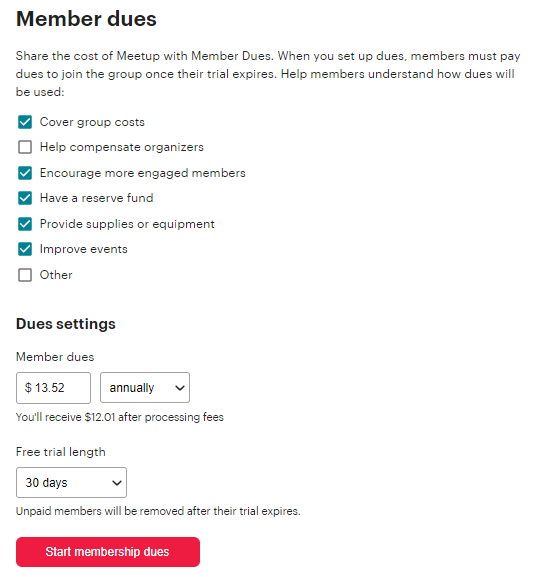 Member dues
Share the cost of Meetup with Member Dues. When you set up dues, members must pay
dues to join the group once their trial expires. Help members understand how dues will
be used:
Cover group costs
Help compensate organizers
Encourage more engaged members
Have a reserve fund
Provide supplies or equipment
Improve events
Other
Dues settings
Member dues
$ 13.52 annually
You'll receive $12.01 after processing fees
Free trial length
30 days
Unpaid members will be removed after their trial expires.
Start membership dues